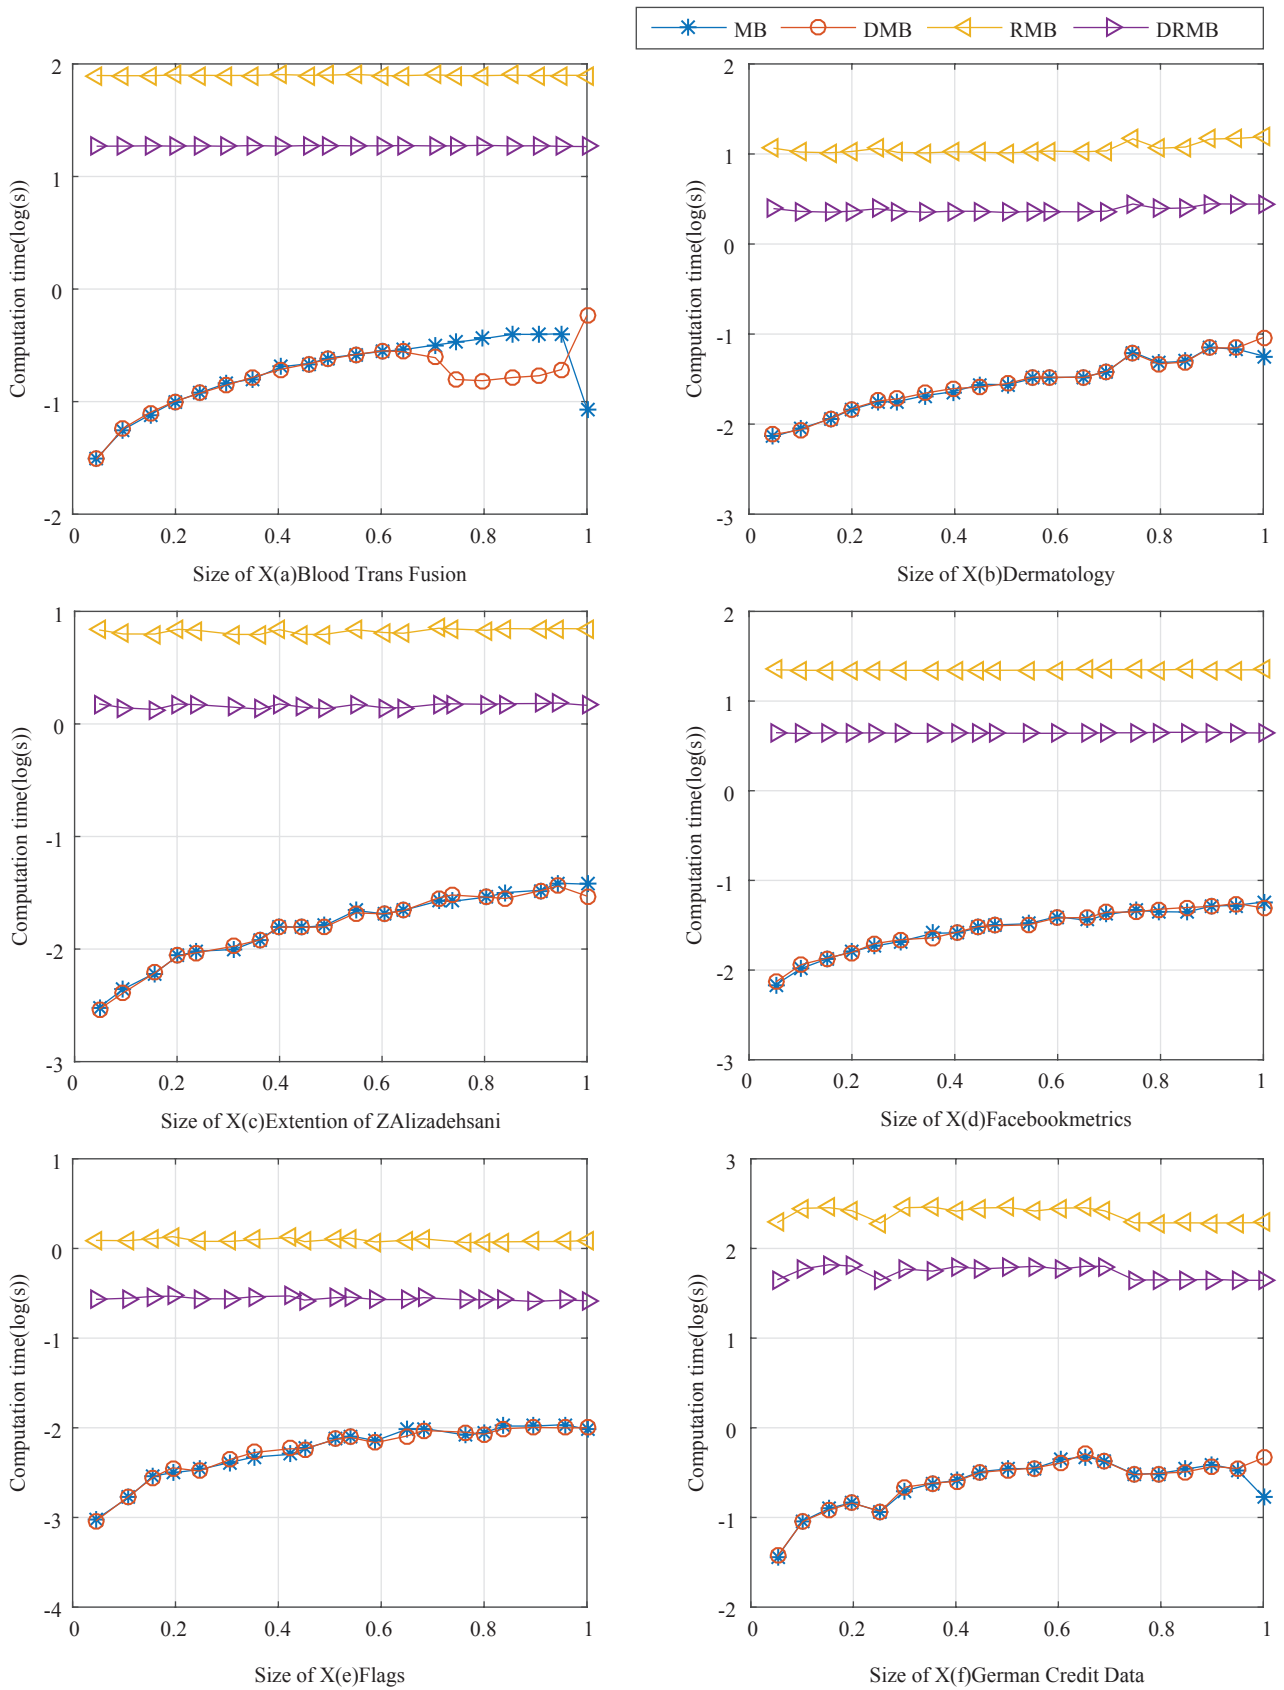 MB DMB RMB DRMB
2
1
0
-1
-2
0 0.2 0.4 0.6 0.8 1
Computation time(log(s))
Size of X(a)Blood Trans Fusion
2
1
0
-1
-2
-3
0 0.2 0.4 0.6 0.8 1
Computation time(log(s))
Size of X(b)Dermatology
1
0
-1
-2
-3
0 0.2 0.4 0.6 0.8 1
Computation time(log(s))
Size of X(c)Extention of ZAlizadehsani
2
1
0
-1
-2
-3
0 0.2 0.4 0.6 0.8 1
Computation time(log(s))
Size of X(d)Facebookmetrics
1
0
-1
-2
-3
-4
0 0.2 0.4 0.6 0.8 1
Computation time(log(s))
Size of X(e)Flags
3
2
1
0
-1
-2
0 0.2 0.4 0.6 0.8 1
Computation time(log(s))
Size of X(f)German Credit Data